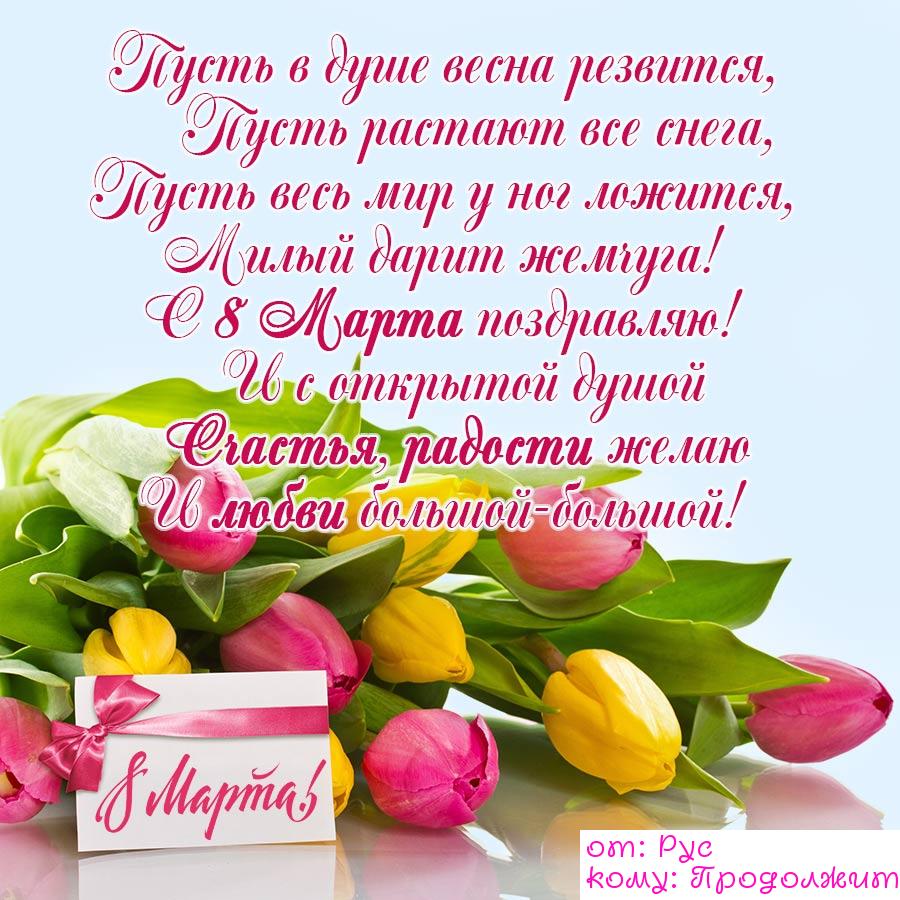 Пусть в душе весна резвится,
Пусть растают все снега,
Пусть весь мир у ног ложится,
Милый дарит жемчуга!
С 8 Марта поздравляю!
И с открытой душой
Счастья, радости желаю
И любви большой-большой!
8 Марта!
от: Рус
кому: Продолжит